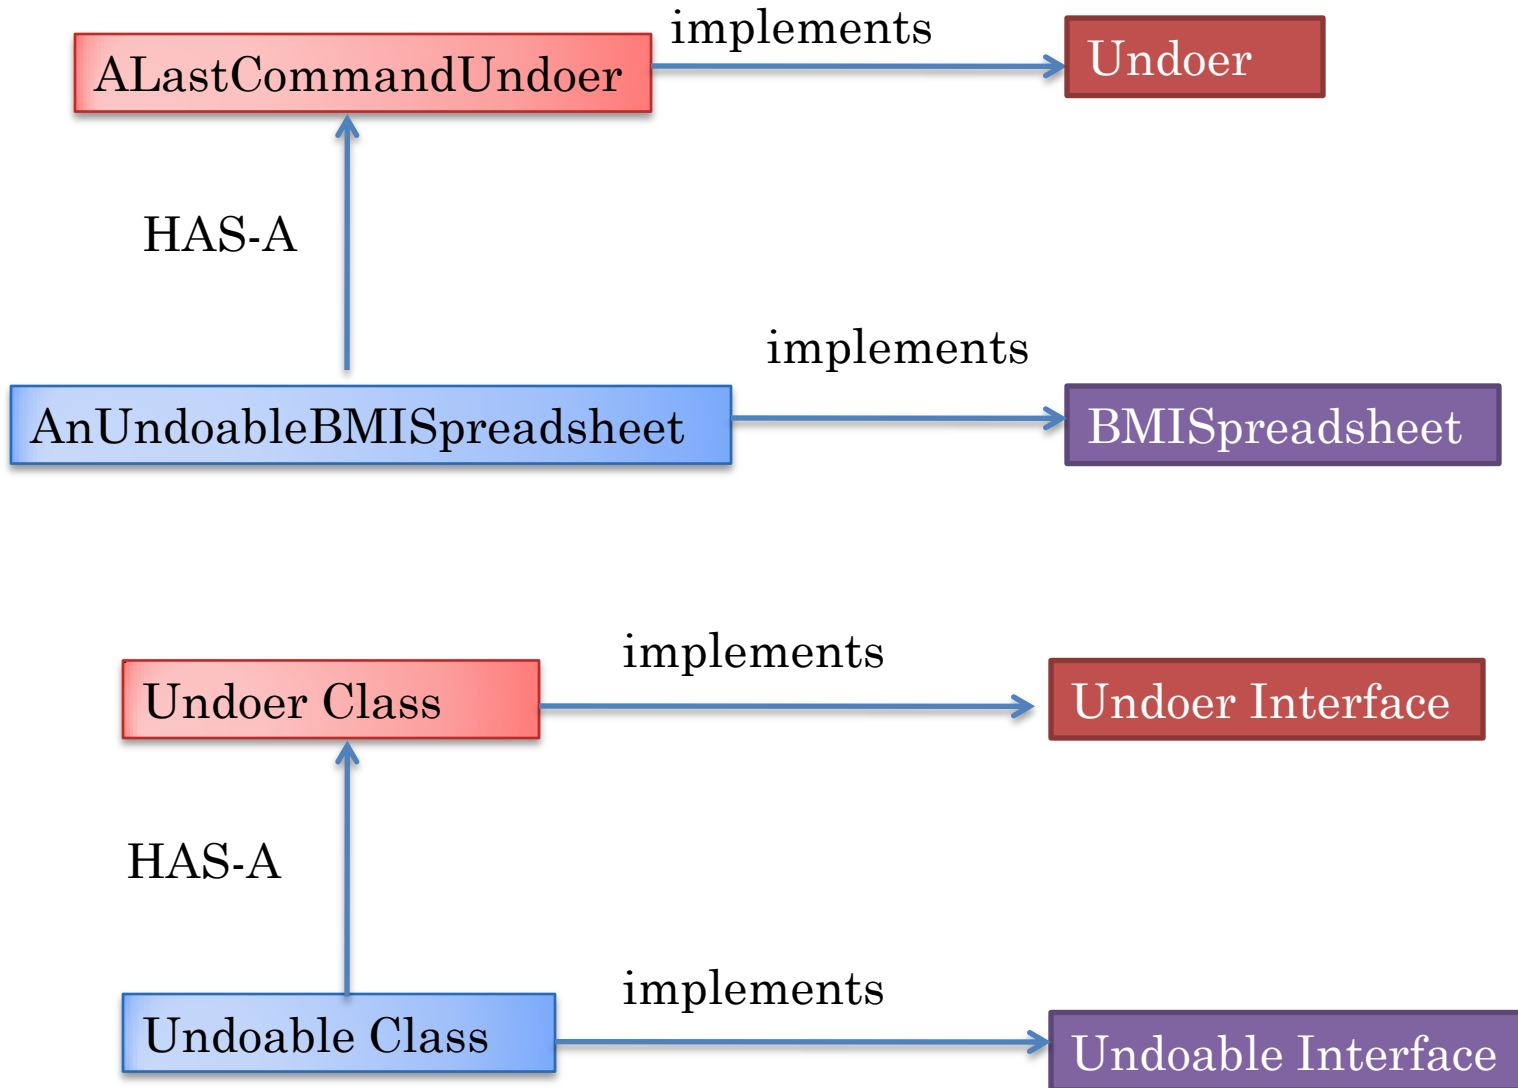 implements
ALastCommandUndoer
Undoer
HAS-A
implements
AnUndoableBMISpreadsheet
BMISpreadsheet
implements
Undoer Class
Undoer Interface
HAS-A
implements
Undoable Class
Undoable Interface